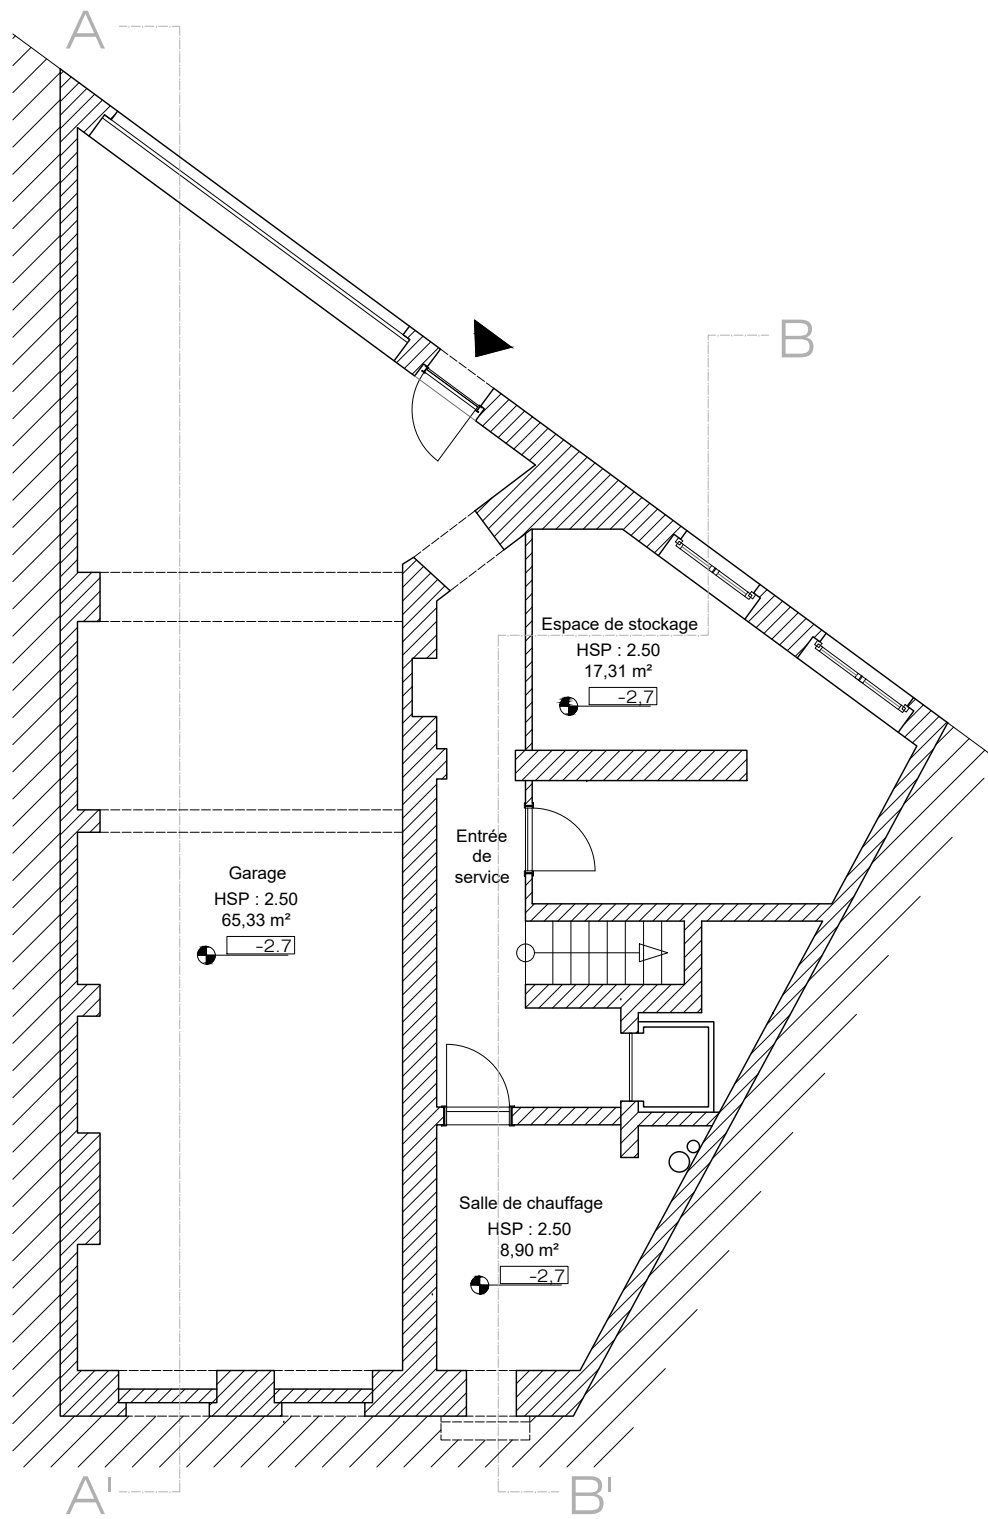 A
B
Espace de stockage
HSP : 2.50
17,31 m²
-2,7
Entrée
de
service
Garage
HSP : 2.50
65,33 m²
-2.7
Salle de chauffage
HSP : 2.50
8,90 m²
-2,7
A'
B'